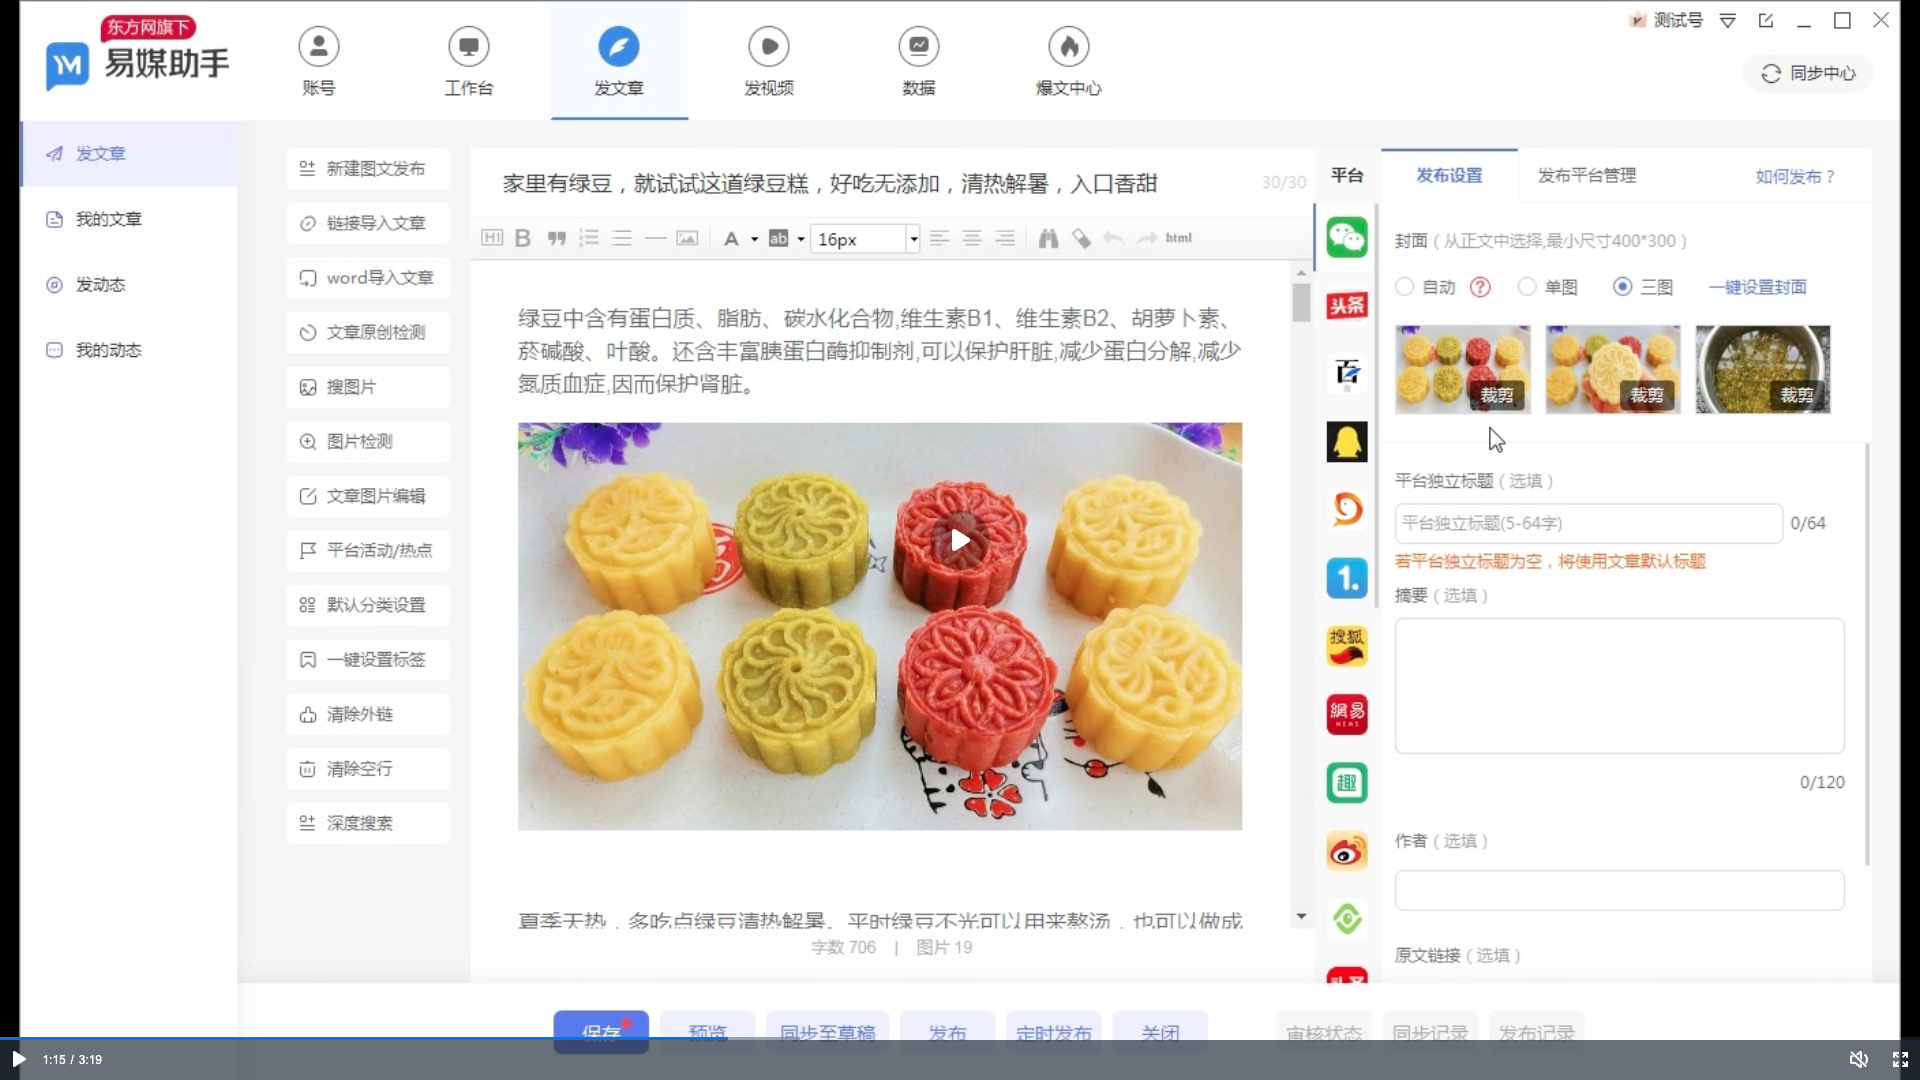 东方网旗下
易媒助手
账号
工作台
发文章
发视频
数据
爆文中心
测试号
同步中心
发文章
我的文章
发动态
我的动态
新建图文发布
链接导入文章
word导入文章
文章原创检测
搜图片
图片检测
文章图片编辑
平台活动/热点
默认分类设置
一键设置标签
清除外链
清除空行
深度搜索
家里有绿豆，就试试这道绿豆糕，好吃无添加，清热解暑，入口香甜
30/30
H1 B 16px html
绿豆中含有蛋白质、脂肪、碳水化合物,维生素B1、维生素B2、胡萝卜素、
菸碱酸、叶酸。还含丰富胰蛋白酶抑制剂,可以保护肝脏,减少蛋白分解,减少
氮质血症,因而保护肾脏。
夏季天热，多吃点绿豆清热解暑。平时绿豆不光可以用来熬汤，也可以做成
字数 706 | 图片 19
平台
头条
百
1.
搜狐
網易
NEWS
趣
头条
发布设置
发布平台管理
如何发布？
封面（从正文中选择,最小尺寸400*300）
自动
单图
三图
一键设置封面
裁剪
裁剪
裁剪
平台独立标题（选填）
平台独立标题(5-64字)
0/64
若平台独立标题为空，将使用文章默认标题
摘要（选填）
0/120
作者（选填）
原文链接（选填）
保存
预览
同步至草稿
发布
定时发布
关闭
审核状态
同步记录
发布记录
1:15 / 3:19